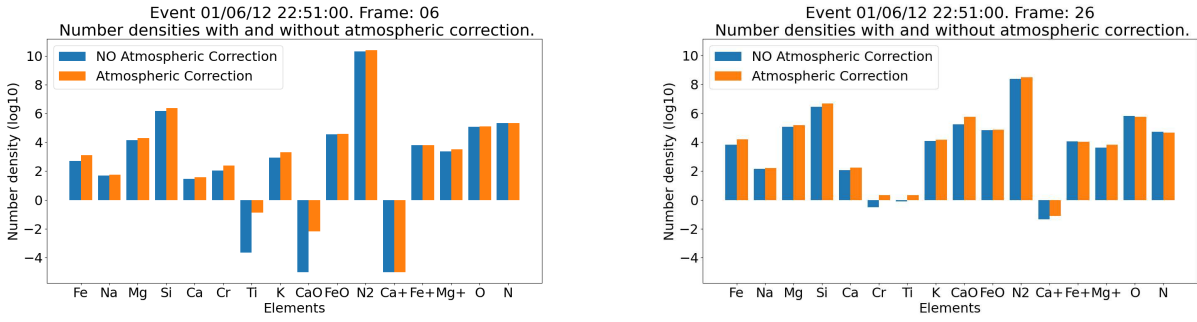 Event 01/06/12 22:51:00. Frame: 06
Number densities with and without atmospheric correction.
NO Atmospheric Correction
Atmospheric Correction
Number density (log10)
10
8
6
4
2
0
−2
−4
Fe Na Mg Si Ca Cr Ti K CaO FeO N2 Ca+ Fe+ Mg+ O N
Elements
Event 01/06/12 22:51:00. Frame: 26
Number densities with and without atmospheric correction.
NO Atmospheric Correction
Atmospheric Correction
Number density (log10)
10
8
6
4
2
0
−2
−4
Fe Na Mg Si Ca Cr Ti K CaO FeO N2 Ca+ Fe+ Mg+ O N
Elements